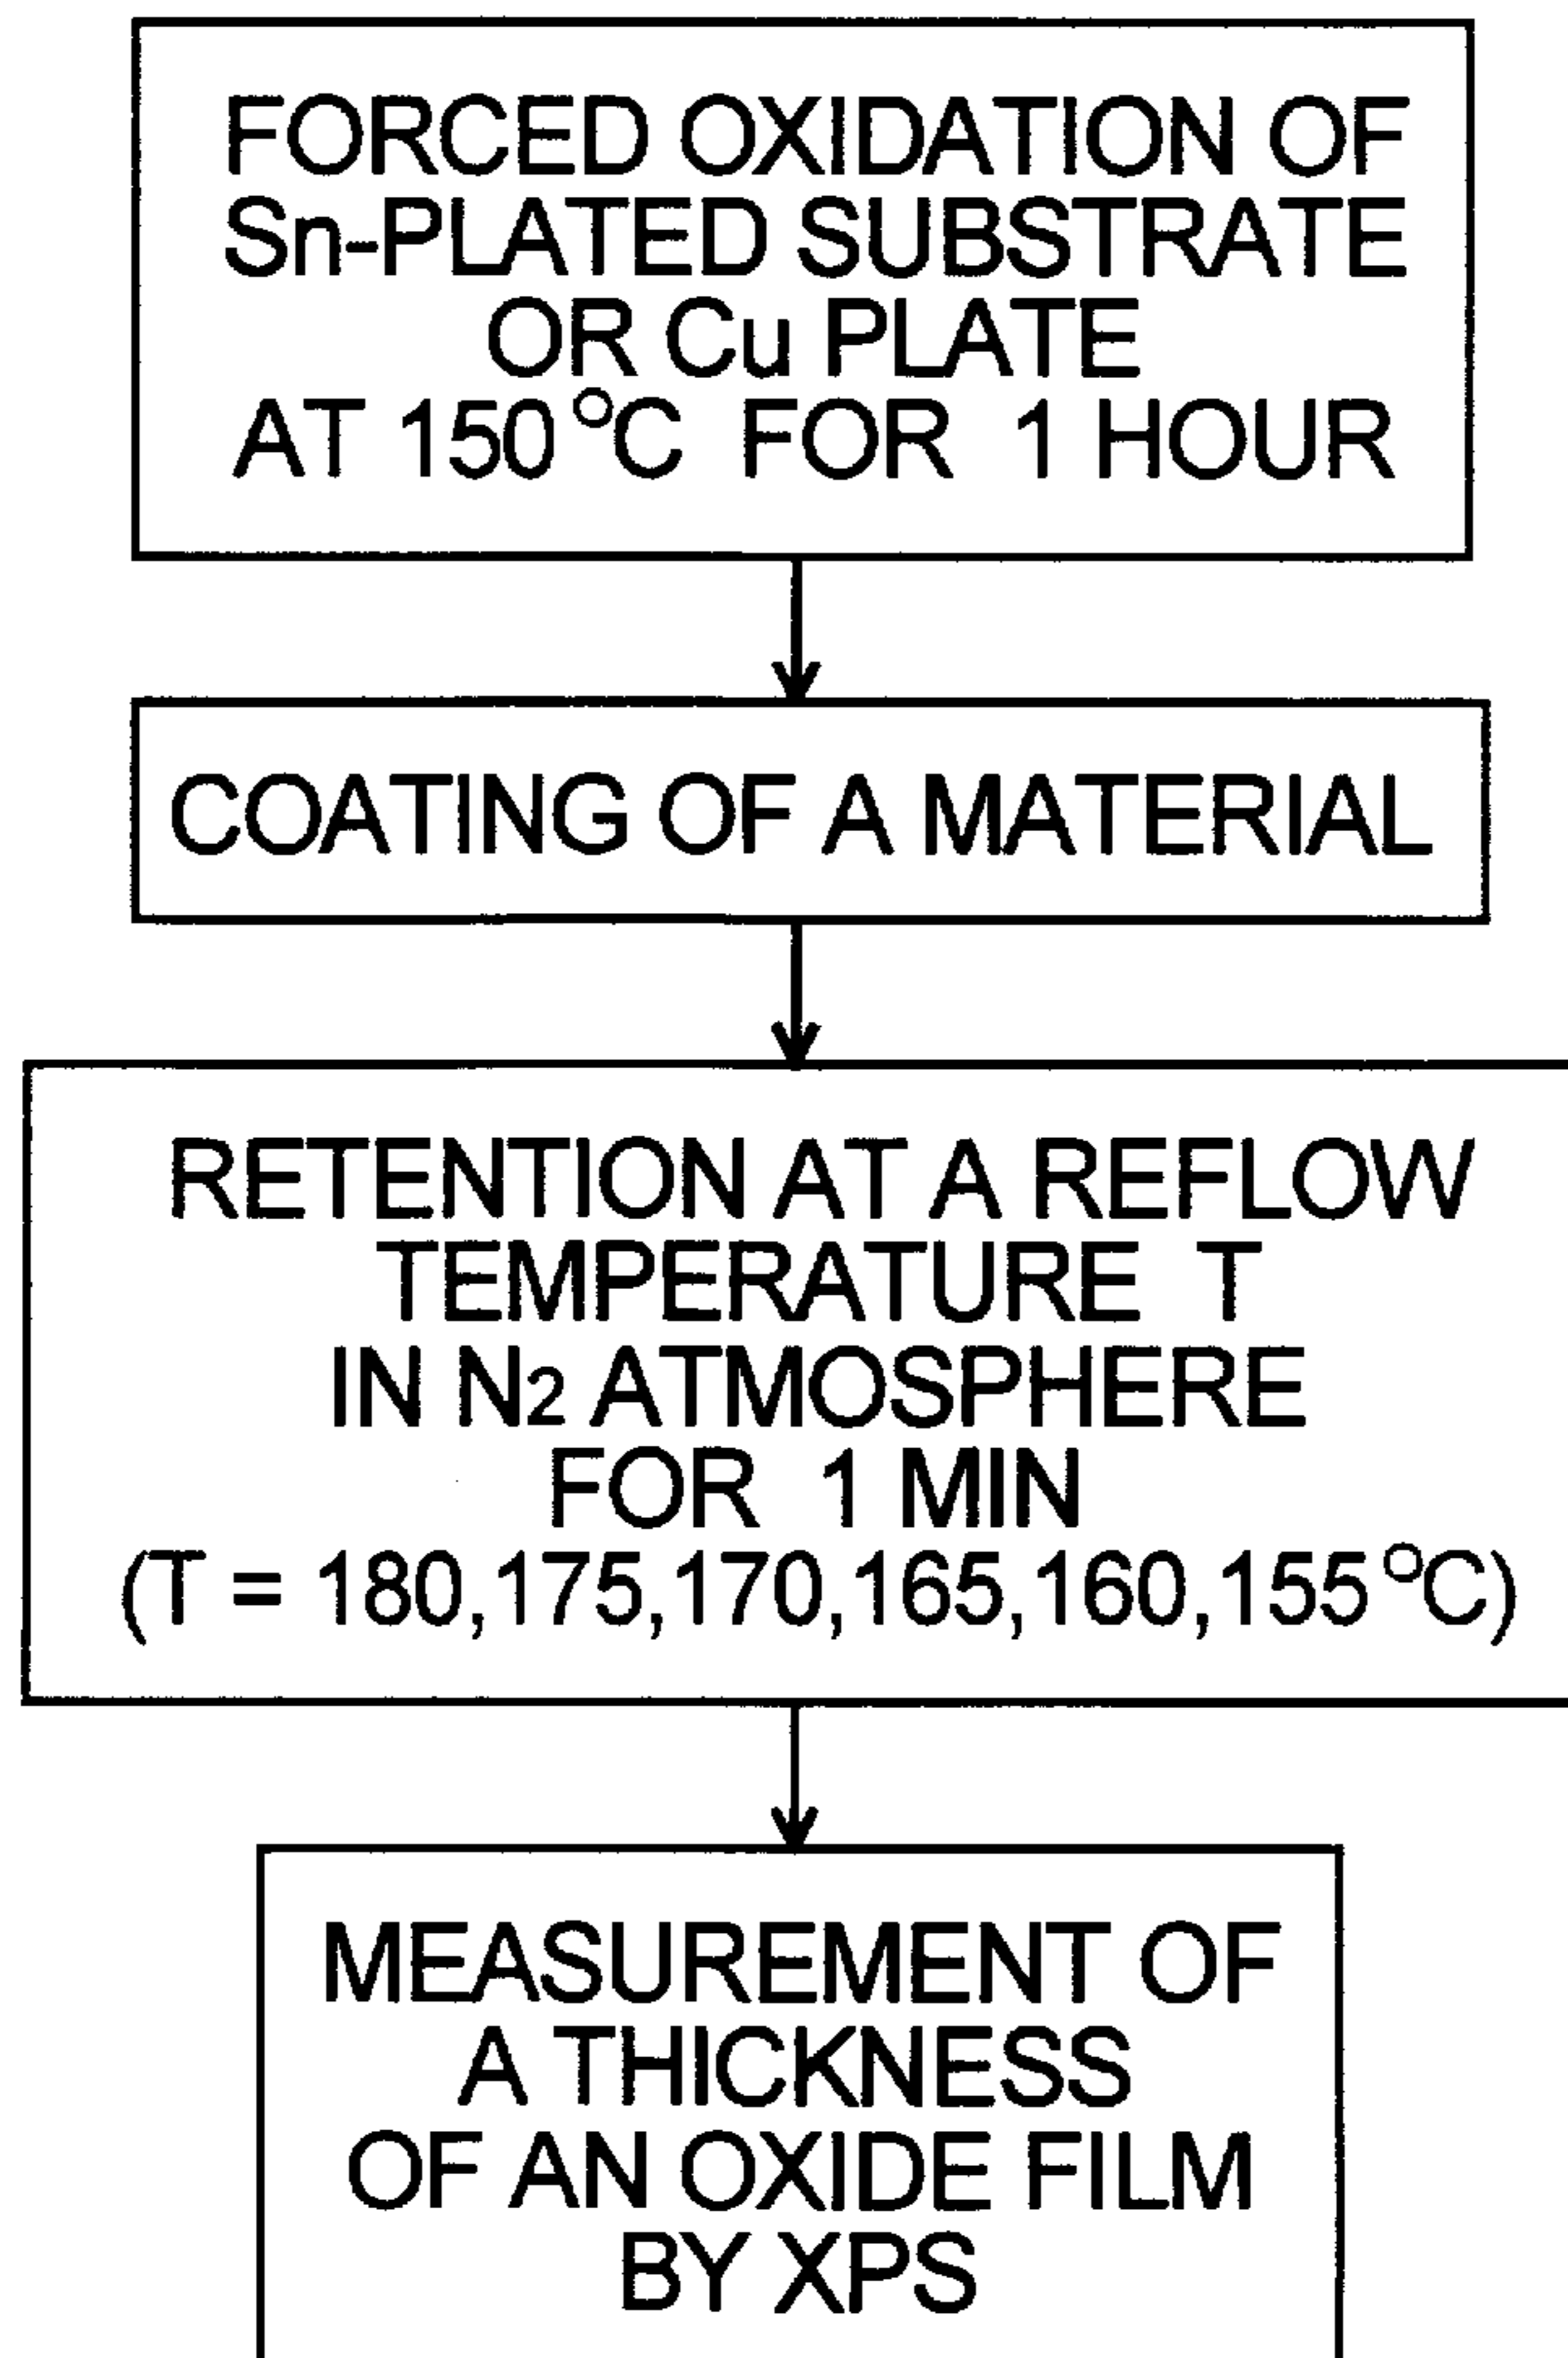 FORCED OXIDATION OF
Sn-PLATED SUBSTRATE
OR Cu PLATE
AT 150°C FOR 1 HOUR
COATING OF A MATERIAL
RETENTION AT A REFLOW
TEMPERATURE T
IN N2 ATMOSPHERE
FOR 1 MIN
(T = 180,175,170,165,160,155°C)
MEASUREMENT OF
A THICKNESS
OF AN OXIDE FILM
BY XPS